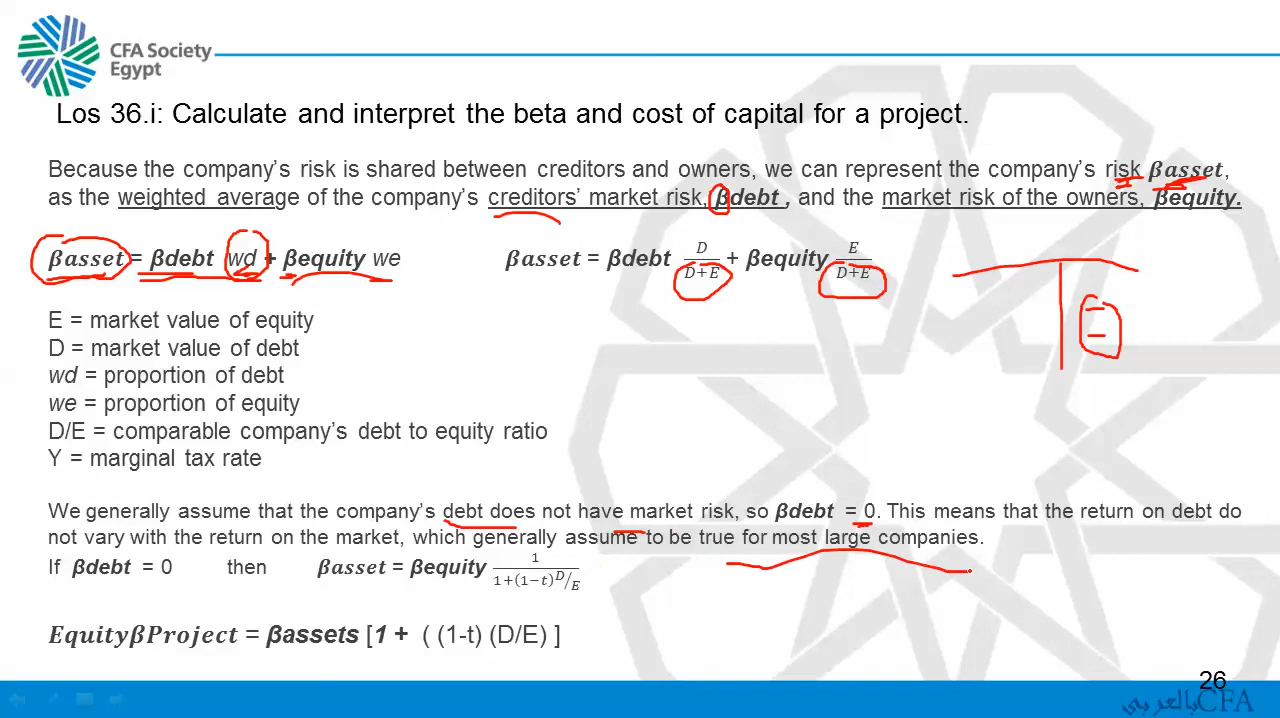 CFA Society
Egypt
Los 36.i: Calculate and interpret the beta and cost of capital for a project.
Because the company's risk is shared between creditors and owners, we can represent the company's risk βasset,
as the weighted average of the company's creditors' market risk, βdebt , and the market risk of the owners, βequity.
βasset = βdebt wd + βequity we
βasset = βdebt D/D+E + βequity E/D+E
E
E = market value of equity
D = market value of debt
wd = proportion of debt
we = proportion of equity
D/E = comparable company's debt to equity ratio
Y = marginal tax rate
We generally assume that the company's debt does not have market risk, so βdebt = 0. This means that the return on debt do
not vary with the return on the market, which generally assume to be true for most large companies.
If βdebt = 0 then βasset = βequity 1/1+(1−t)D/E
EquityβProject = βassets [1 + ( (1-t) (D/E) ]
26
CFA بالعربي